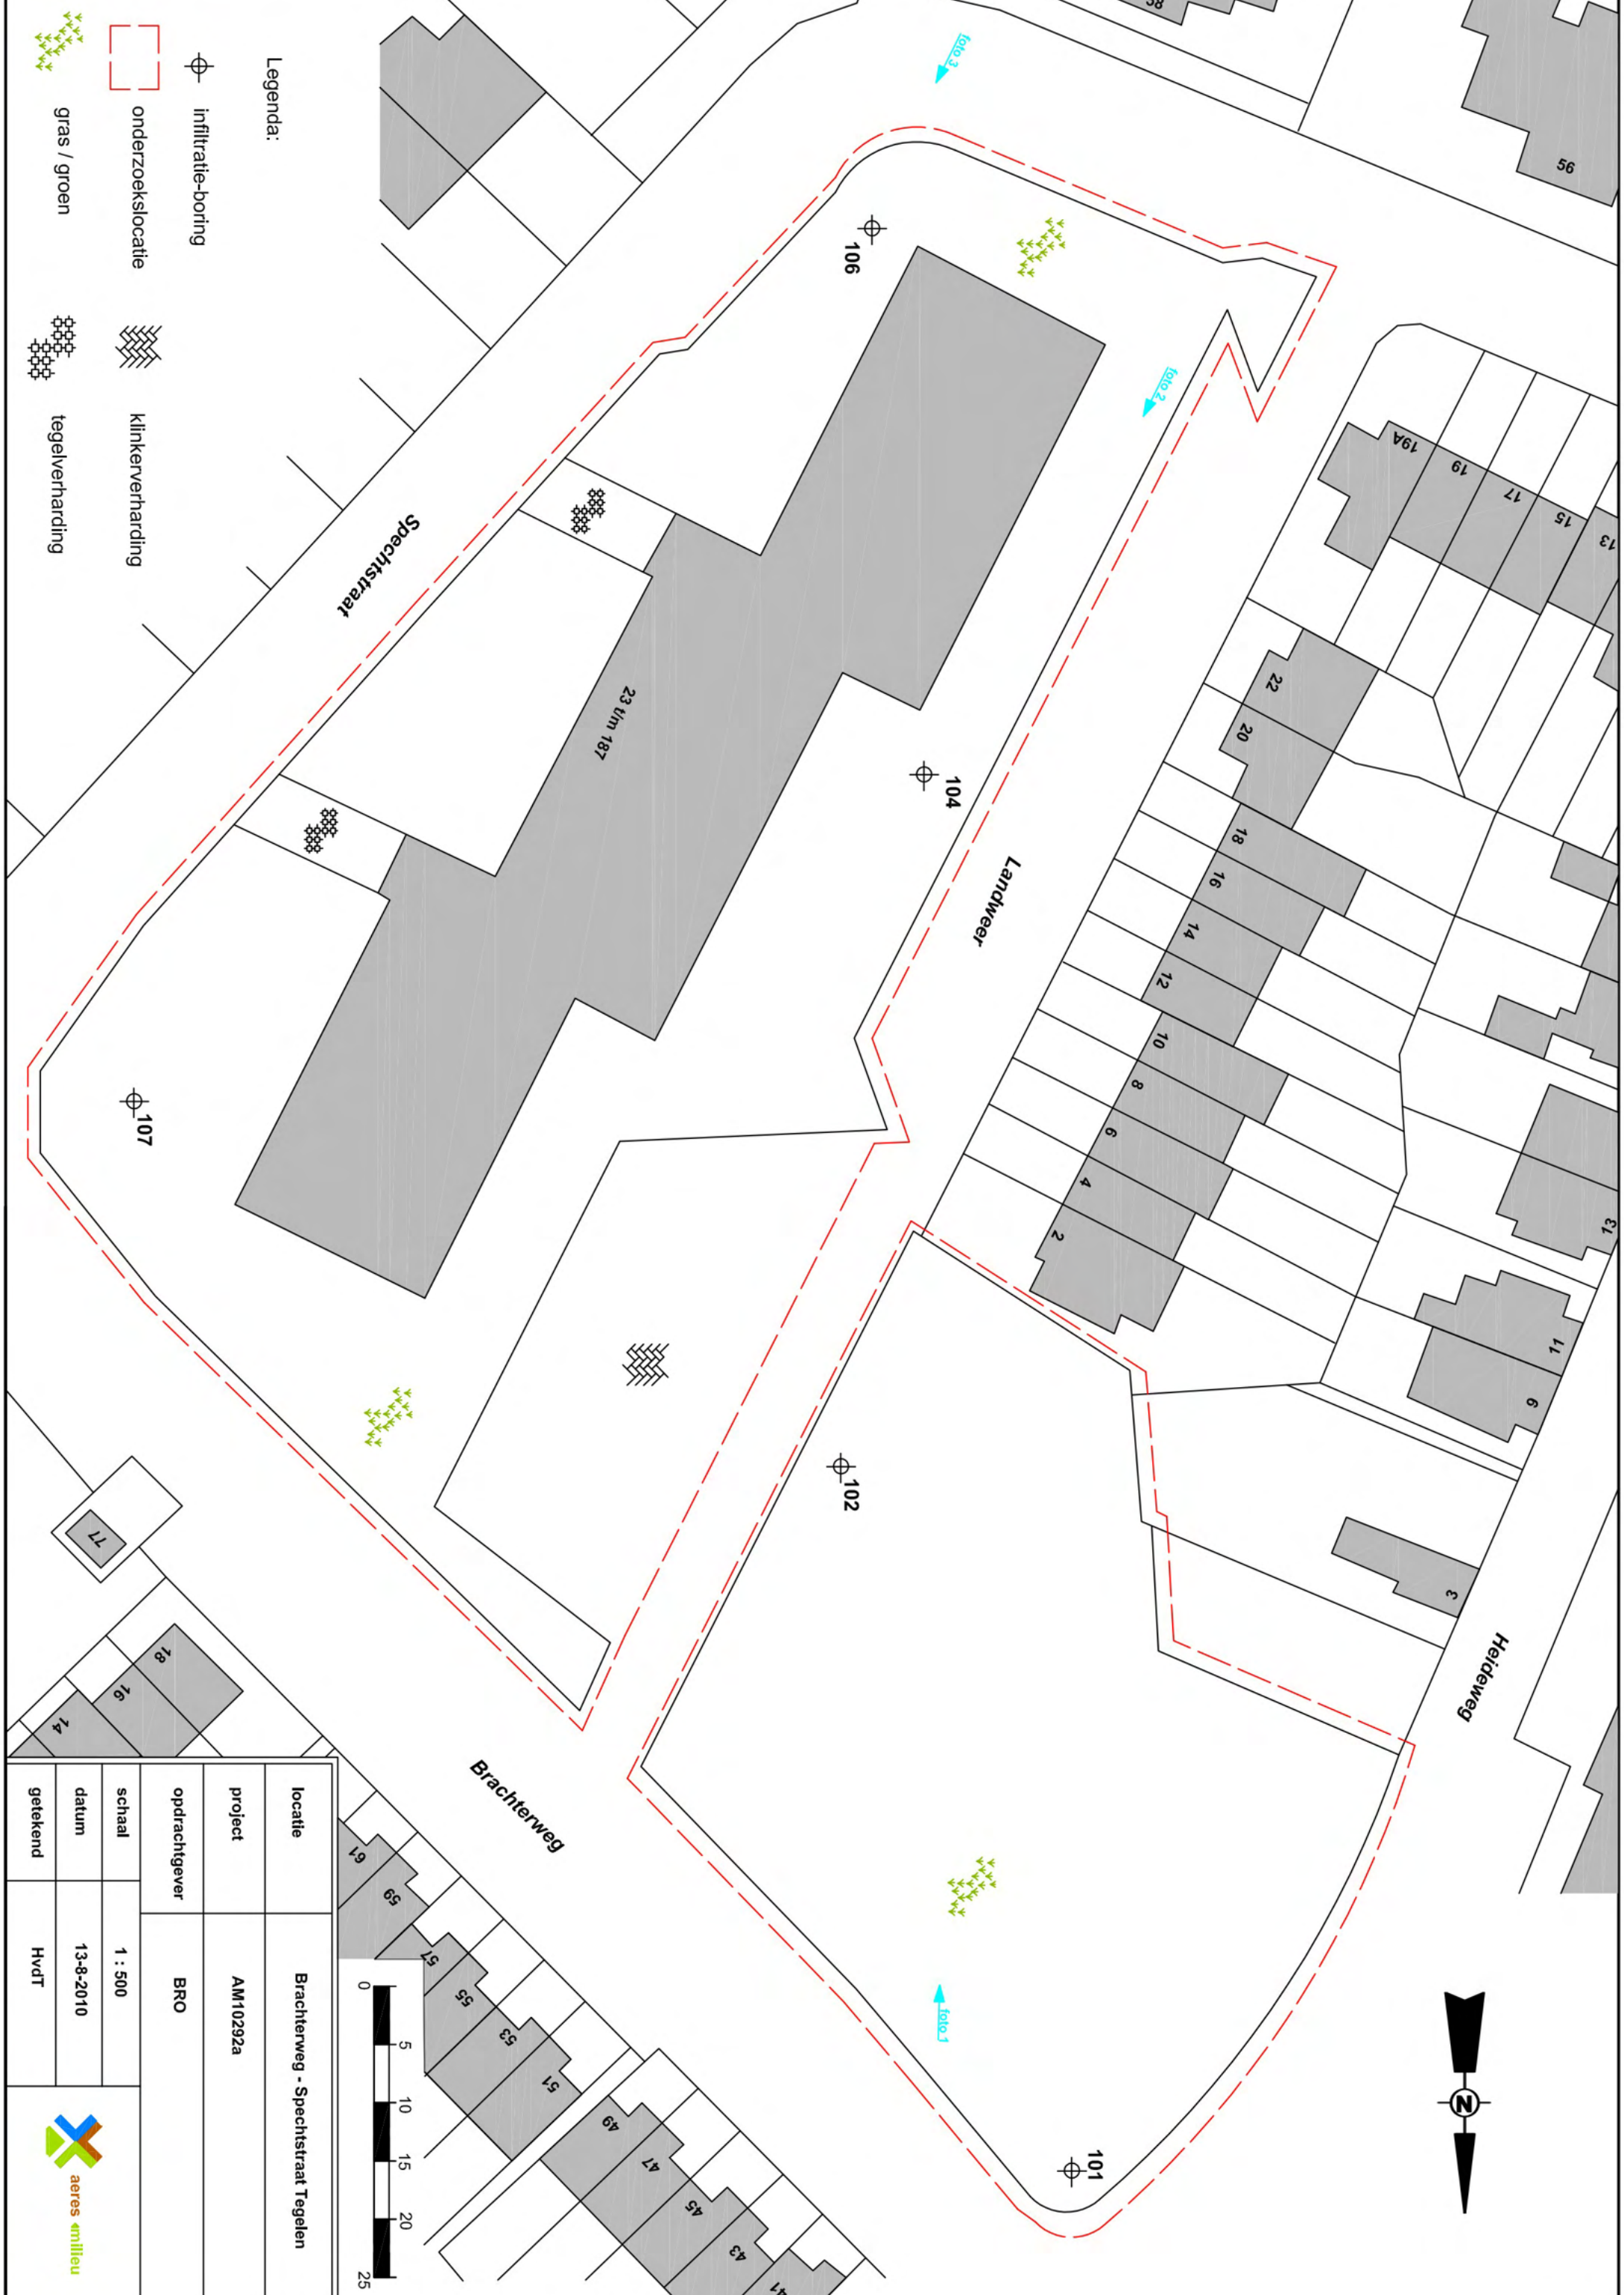 Legenda:
infiltratie-boring
onderzoekslocatie
gras / groen
klinkerverharding
tegelverharding
foto 3
foto 2
foto 1
106
104
107
102
101
23 t/m 187
Spechtstraat
Landweer
Brachterweg
Heideweg
58
56
19A
19
17
15
13
22
20
18
16
14
12
10
8
6
4
2
13
11
9
3
77
18
16
14
61
59
57
55
53
51
49
47
45
43
41
N
0 5 10 15 20 25
locatie Brachterweg - Spechtstraat Tegelen
project AM10292a
opdrachtgever BRO
schaal 1 : 500
datum 13-8-2010
getekend HvdT
aeres milieu